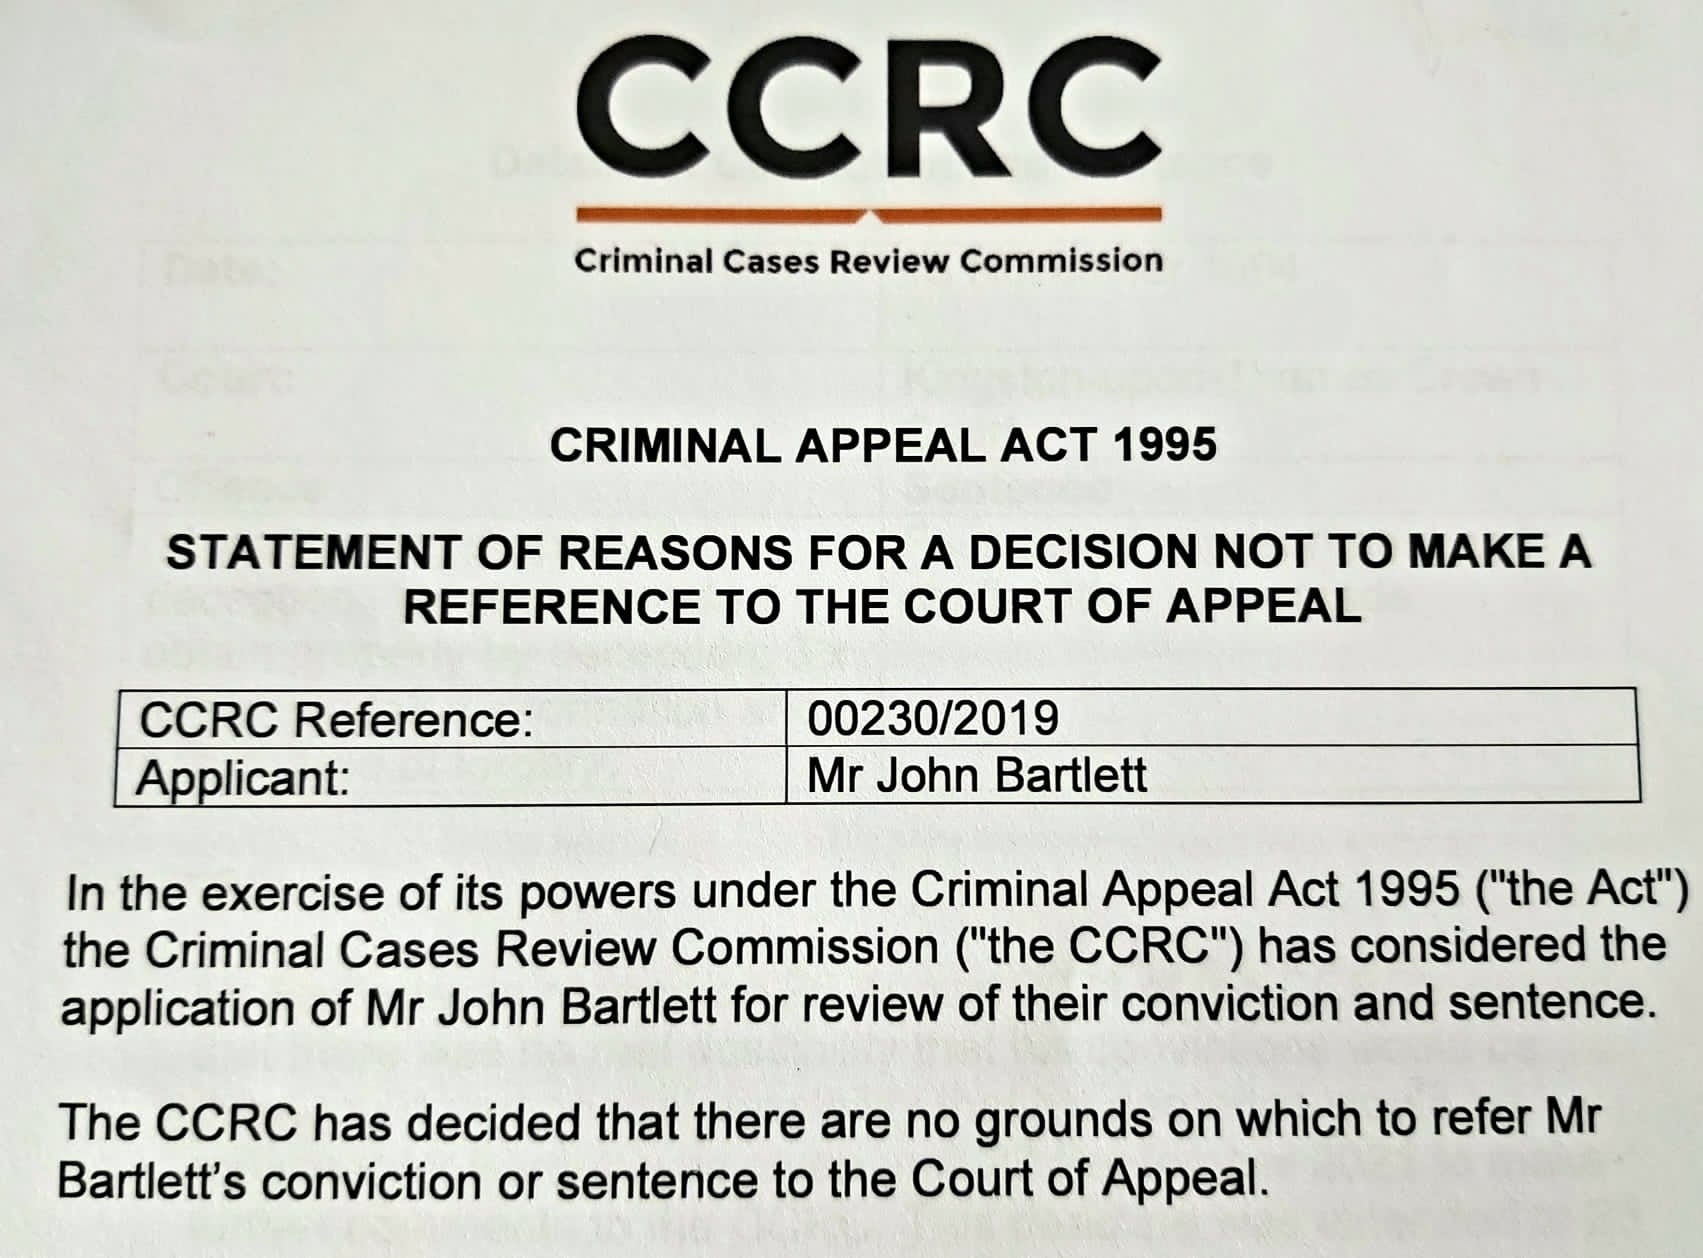 CCRC
Criminal Cases Review Commission
CRIMINAL APPEAL ACT 1995
STATEMENT OF REASONS FOR A DECISION NOT TO MAKE A
REFERENCE TO THE COURT OF APPEAL
CCRC Reference: 00230/2019
Applicant: Mr John Bartlett
In the exercise of its powers under the Criminal Appeal Act 1995 ("the Act")
the Criminal Cases Review Commission ("the CCRC") has considered the
application of Mr John Bartlett for review of their conviction and sentence.
The CCRC has decided that there are no grounds on which to refer Mr
Bartlett’s conviction or sentence to the Court of Appeal.